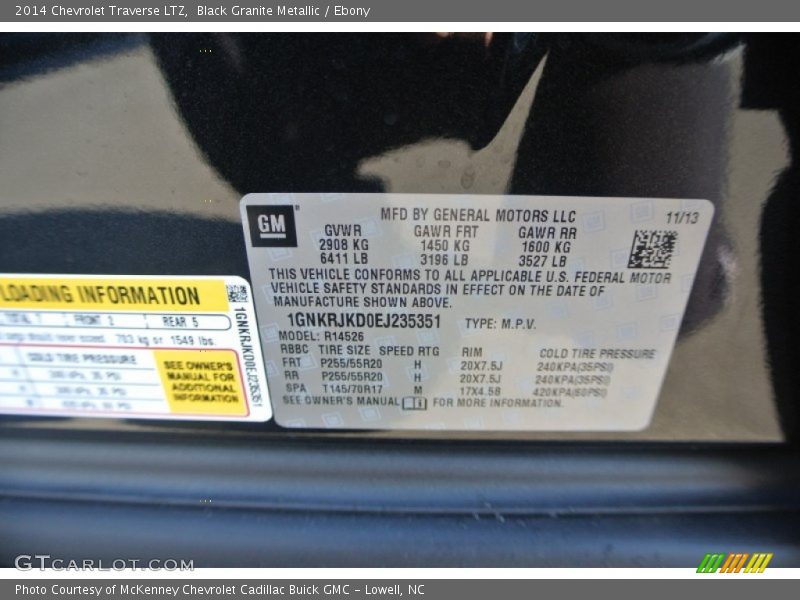 2014 Chevrolet Traverse LTZ, Black Granite Metallic / Ebony
GM
MFD BY GENERAL MOTORS LLC
11/13
GVWR GAWR FRT GAWR RR
2908 KG 1450 KG 1600 KG
6411 LB 3196 LB 3527 LB
THIS VEHICLE CONFORMS TO ALL APPLICABLE U.S. FEDERAL MOTOR
VEHICLE SAFETY STANDARDS IN EFFECT ON THE DATE OF
MANUFACTURE SHOWN ABOVE.
1GNKRJKD0EJ235351 TYPE: M.P.V.
MODEL: R14526
RBBC TIRE SIZE SPEED RTG RIM COLD TIRE PRESSURE
FRT P255/55R20 H 20X7.5J 240KPA(35PSI)
RR P255/55R20 H 20X7.5J 240KPA(35PSI)
SPA T145/70R17 M 17X4.5B 420KPA(60PSI)
SEE OWNER'S MANUAL FOR MORE INFORMATION.
LOADING INFORMATION
TOTAL 7 FRONT 2 REAR 5
703 kg or 1549 lbs.
COLD TIRE PRESSURE
SEE OWNER'S
MANUAL FOR
ADDITIONAL
INFORMATION
1GNKRJKD0EJ235351
GTCARLOT.COM
Photo Courtesy of McKenney Chevrolet Cadillac Buick GMC – Lowell, NC